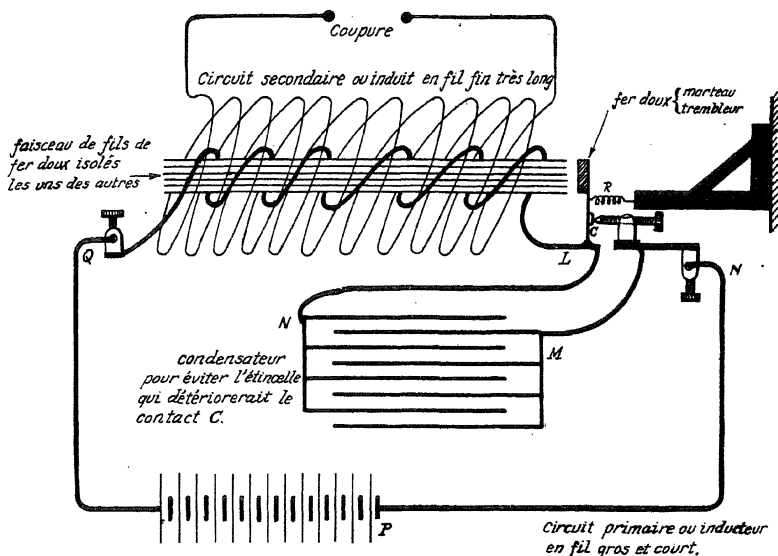 Coupure
Circuit secondaire ou induit en fil fin très long
fer doux { marteau
trembleur
faisceau de fils de
fer doux isolés
les uns des autres
R
C
Q
L
N
N
M
condensateur
pour éviter l'étincelle
qui détériorerait le
contact C.
P
Circuit primaire ou inducteur
en fil gros et court.